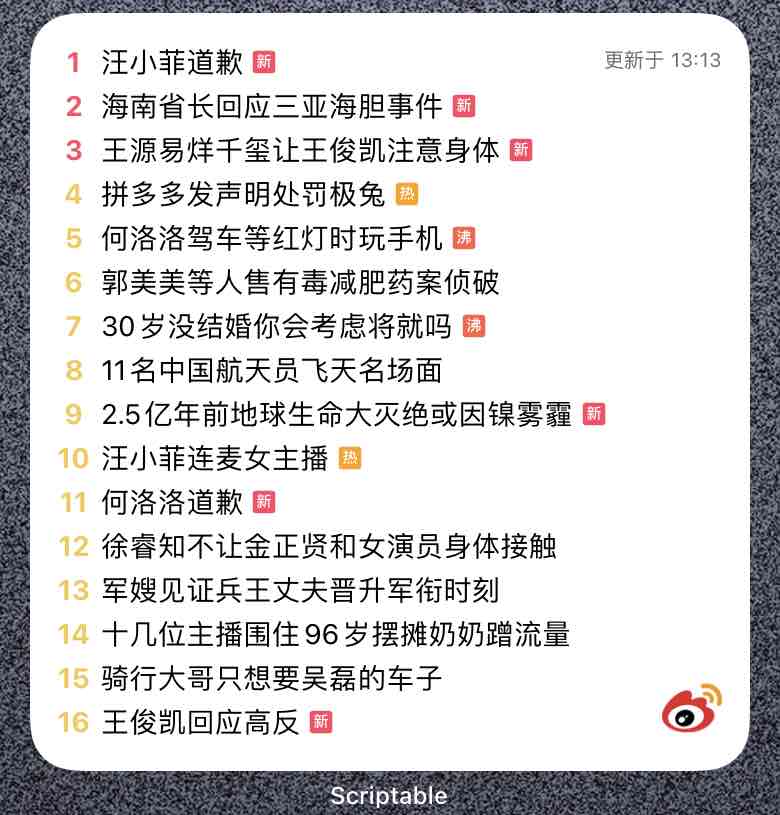 更新于 13:13
1 汪小菲道歉 新
2 海南省长回应三亚海胆事件 新
3 王源易烊千玺让王俊凯注意身体 新
4 拼多多发声明处罚极兔 热
5 何洛洛驾车等红灯时玩手机 沸
6 郭美美等人售有毒减肥药案侦破
7 30岁没结婚你会考虑将就吗 沸
8 11名中国航天员飞天名场面
9 2.5亿年前地球生命大灭绝或因镍雾霾 新
10 汪小菲连麦女主播 热
11 何洛洛道歉 新
12 徐睿知不让金正贤和女演员身体接触
13 军嫂见证兵王丈夫晋升军衔时刻
14 十几位主播围住96岁摆摊奶奶蹭流量
15 骑行大哥只想要吴磊的车子
16 王俊凯回应高反 新
Scriptable